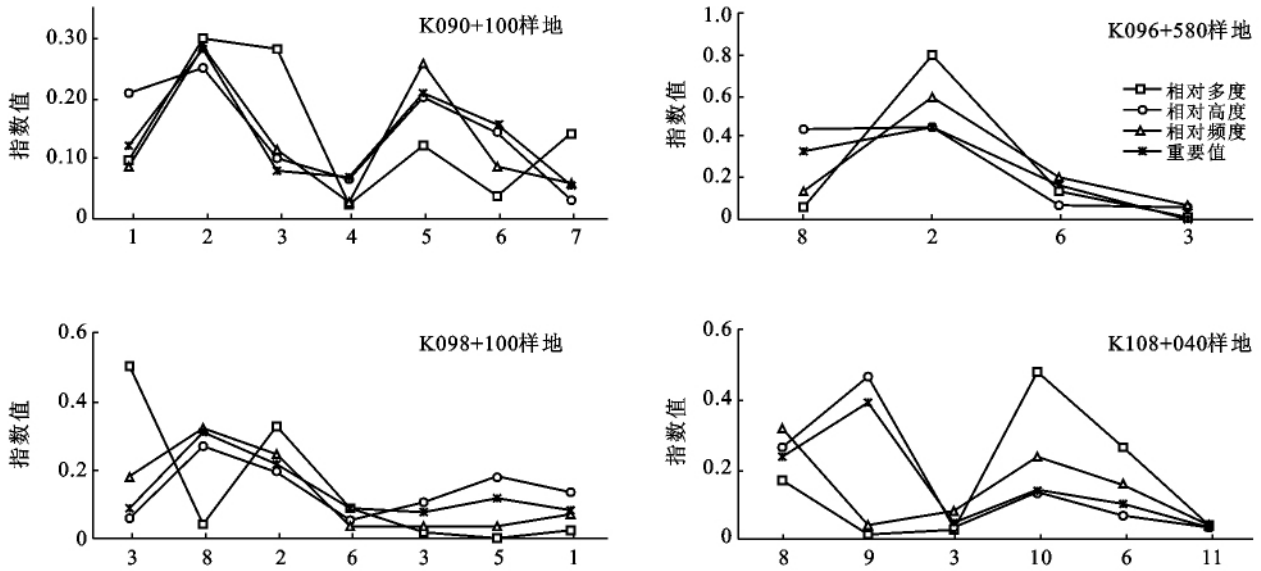 K090+100样地
指数值
0.30
0.20
0.10
0
1 2 3 4 5 6 7
K096+580样地
指数值
1.0
0.8
0.6
0.4
0.2
0
8 2 6 3
相对多度
相对高度
相对频度
重要值
K098+100样地
指数值
0.6
0.4
0.2
0
3 8 2 6 3 5 1
K108+040样地
指数值
0.6
0.4
0.2
0
8 9 3 10 6 11